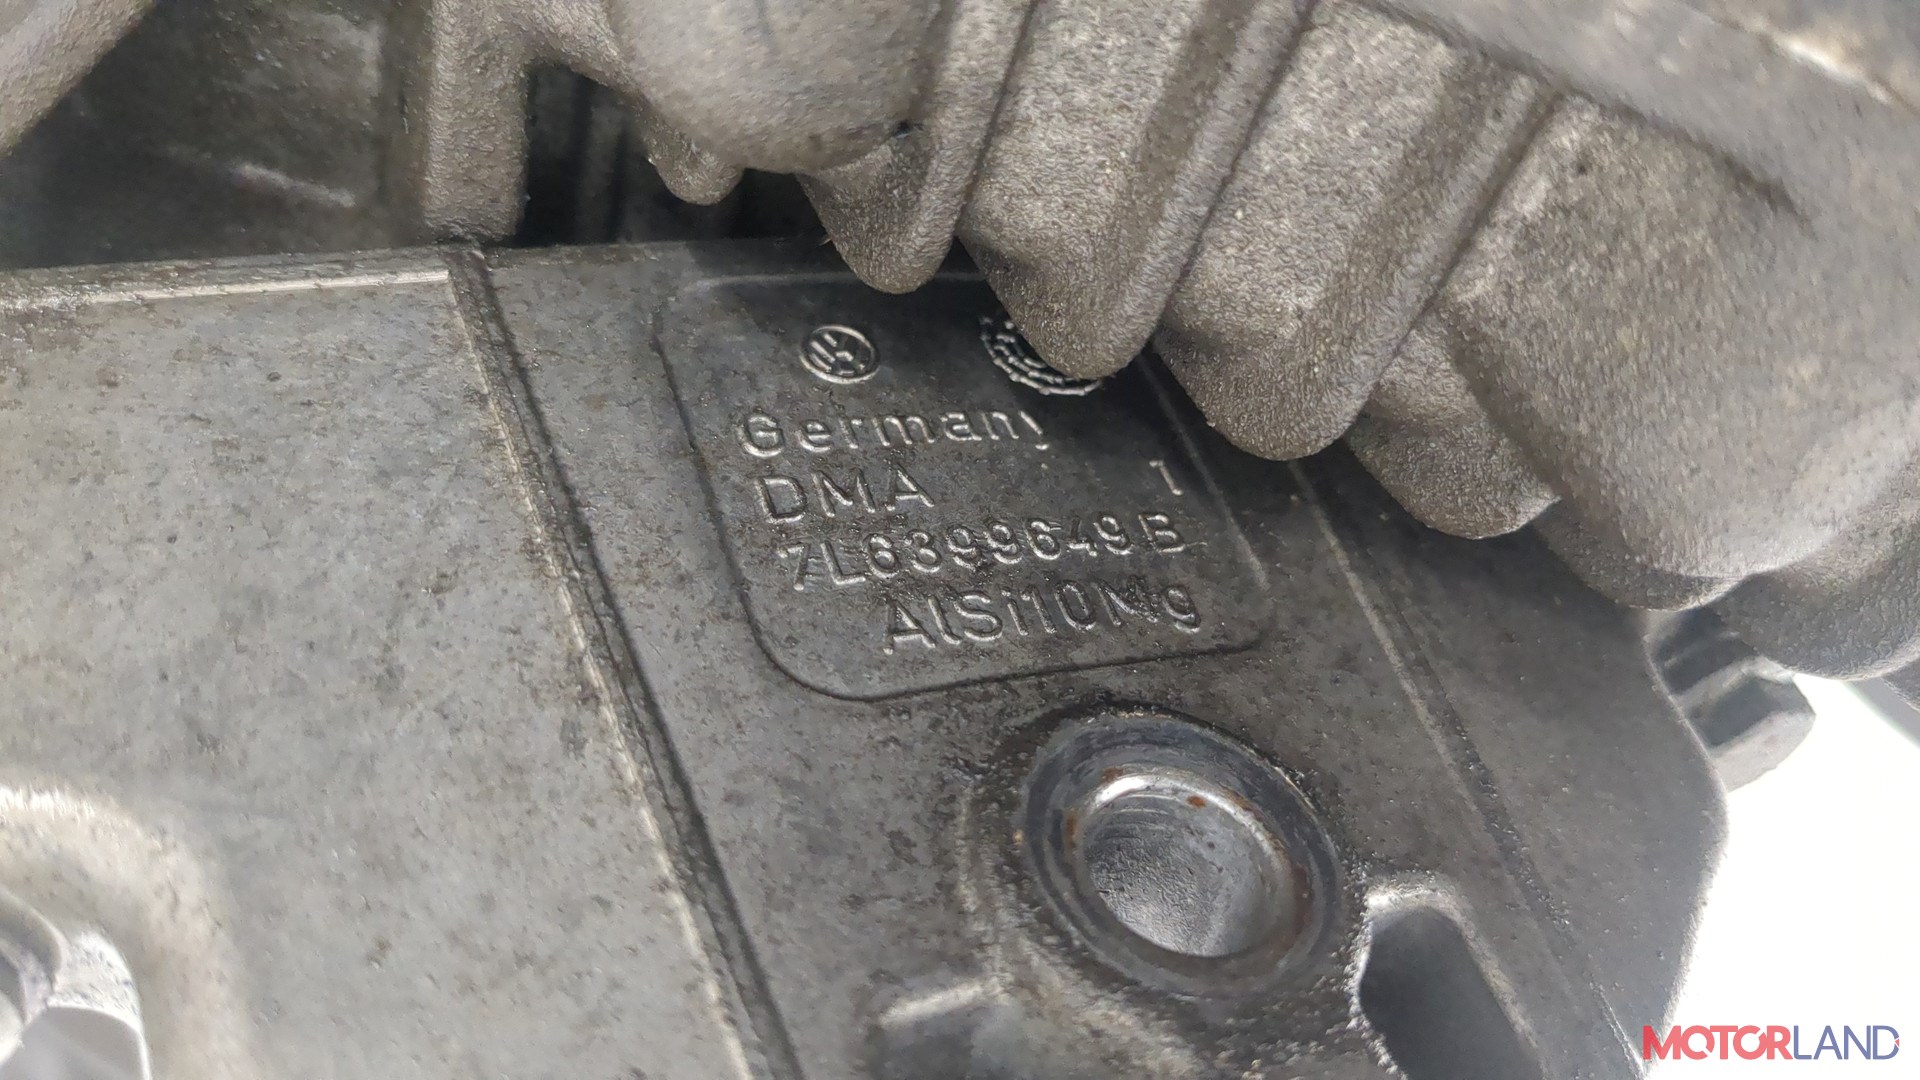 Germany
DMA 1
7L6399649B
AlSi10Mg
MOTORLAND